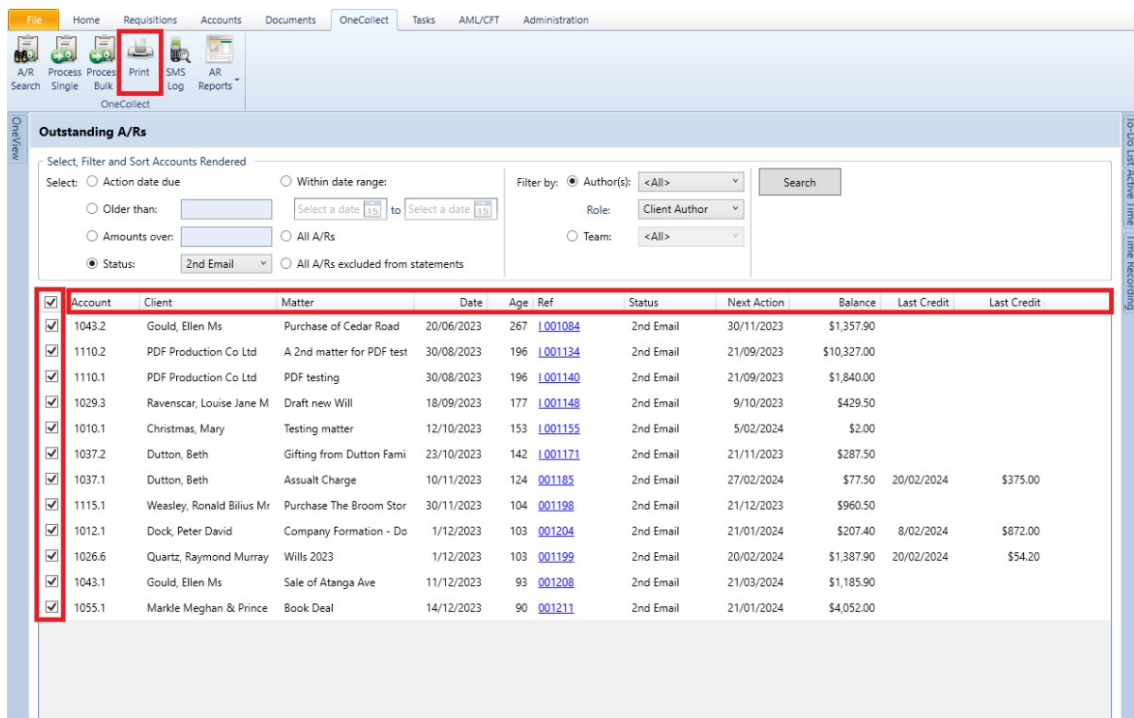 File Home Requisitions Accounts Documents OneCollect Tasks AML/CFT Administration
A/R Process Process Print SMS AR
Search Single Bulk Log Reports
OneCollect
OneView
Outstanding A/Rs
To-Do List Active Time
Time Recording
Select, Filter and Sort Accounts Rendered
Select: Action date due Within date range: Filter by: Author(s): <All> Search
Older than: Select a date 15 to Select a date 15 Role: Client Author
Amounts over: All A/Rs Team: <All>
Status: 2nd Email All A/Rs excluded from statements
Account Client Matter Date Age Ref Status Next Action Balance Last Credit Last Credit
1043.2 Gould, Ellen Ms Purchase of Cedar Road 20/06/2023 267 I 001084 2nd Email 30/11/2023 $1,357.90
1110.2 PDF Production Co Ltd A 2nd matter for PDF test 30/08/2023 196 I 001134 2nd Email 21/09/2023 $10,327.00
1110.1 PDF Production Co Ltd PDF testing 30/08/2023 196 I 001140 2nd Email 21/09/2023 $1,840.00
1029.3 Ravenscar, Louise Jane M Draft new Will 18/09/2023 177 I 001148 2nd Email 9/10/2023 $429.50
1010.1 Christmas, Mary Testing matter 12/10/2023 153 I 001155 2nd Email 5/02/2024 $2.00
1037.2 Dutton, Beth Gifting from Dutton Fami 23/10/2023 142 I 001171 2nd Email 21/11/2023 $287.50
1037.1 Dutton, Beth Assualt Charge 10/11/2023 124 001185 2nd Email 27/02/2024 $77.50 20/02/2024 $375.00
1115.1 Weasley, Ronald Bilius Mr Purchase The Broom Stor 30/11/2023 104 001198 2nd Email 21/12/2023 $960.50
1012.1 Dock, Peter David Company Formation - Do 1/12/2023 103 001204 2nd Email 21/01/2024 $207.40 8/02/2024 $872.00
1026.6 Quartz, Raymond Murray Wills 2023 1/12/2023 103 001199 2nd Email 20/02/2024 $1,387.90 20/02/2024 $54.20
1043.1 Gould, Ellen Ms Sale of Atanga Ave 11/12/2023 93 001208 2nd Email 21/03/2024 $1,185.90
1055.1 Markle Meghan & Prince Book Deal 14/12/2023 90 001211 2nd Email 21/01/2024 $4,052.00